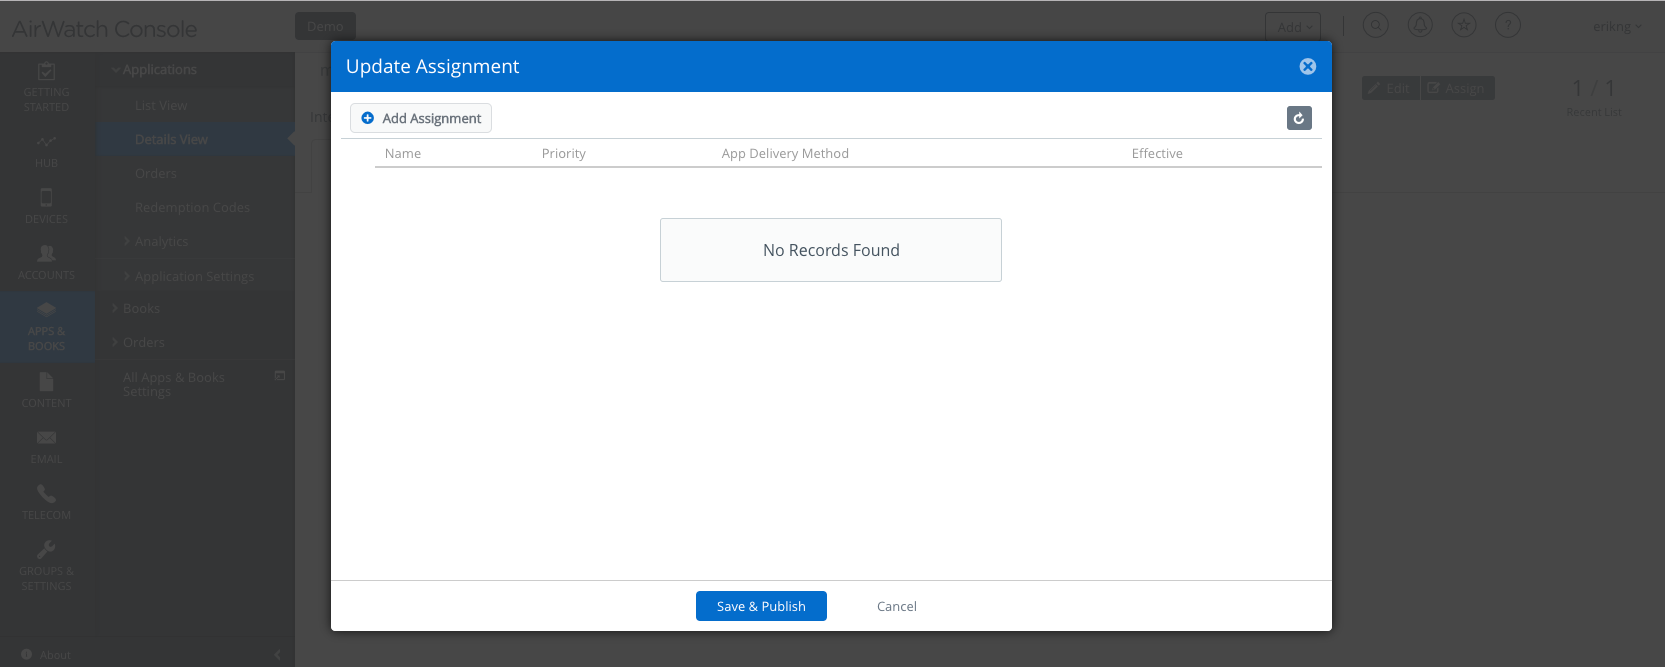 AirWatch Console
Demo
Add
?
erikng
GETTING
STARTED
HUB
DEVICES
ACCOUNTS
APPS &
BOOKS
CONTENT
EMAIL
TELECOM
GROUPS &
SETTINGS
About
Applications
List View
Details View
Orders
Redemption Codes
Analytics
Application Settings
Books
Orders
All Apps & Books
Settings
Edit
Assign
1 / 1
Recent List
Update Assignment
Add Assignment
Name Priority App Delivery Method Effective
No Records Found
Save & Publish
Cancel